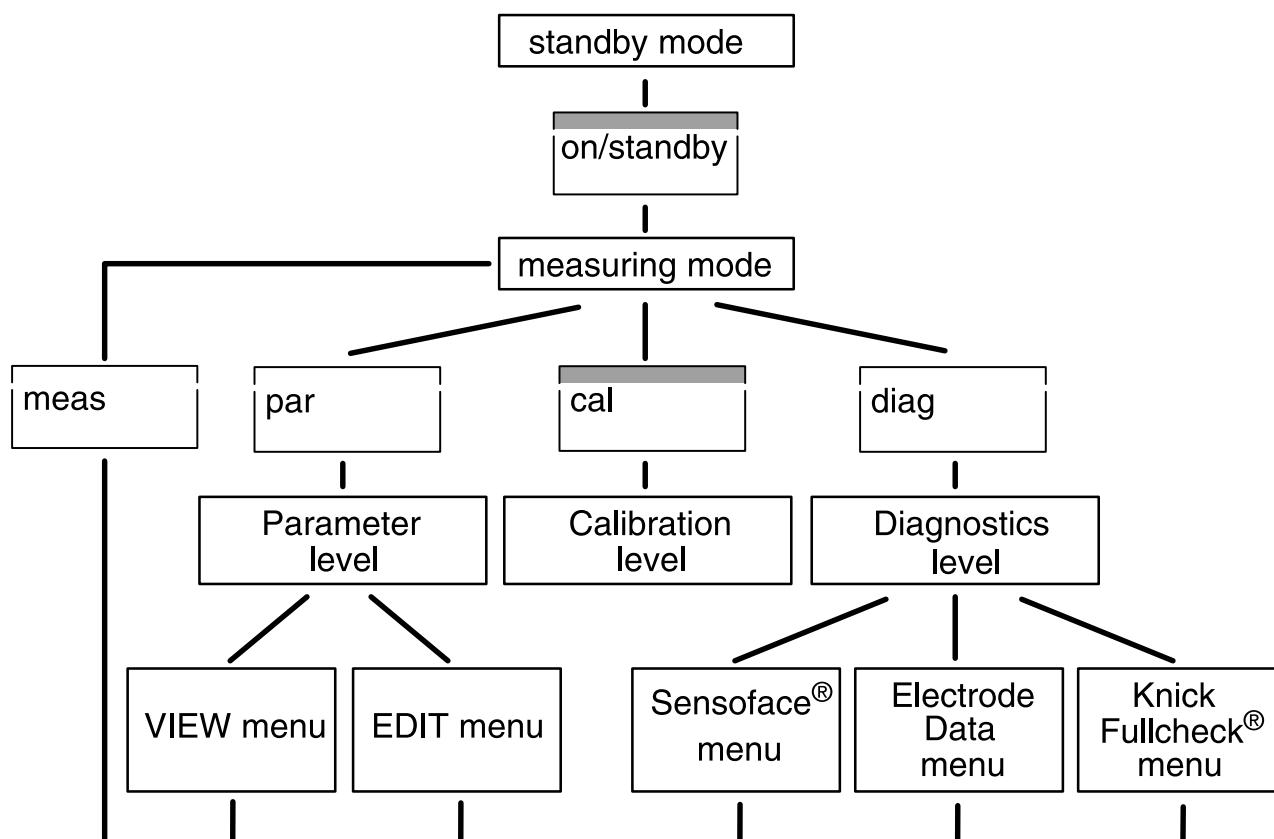 standby mode
on/standby
measuring mode
meas
par
cal
diag
Parameter
level
Calibration
level
Diagnostics
level
VIEW menu
EDIT menu
Sensoface®
menu
Electrode
Data
menu
Knick
Fullcheck®
menu